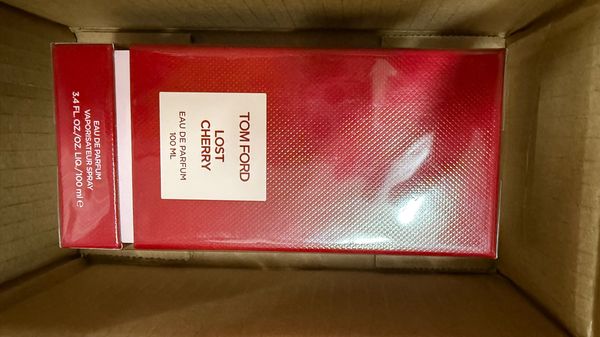 TOM FORD
LOST
CHERRY
EAU DE PARFUM
100 ML
EAU DE PARFUM
VAPORISATEUR SPRAY
3.4 FL OZ/OZ. LIQ./100 ml e